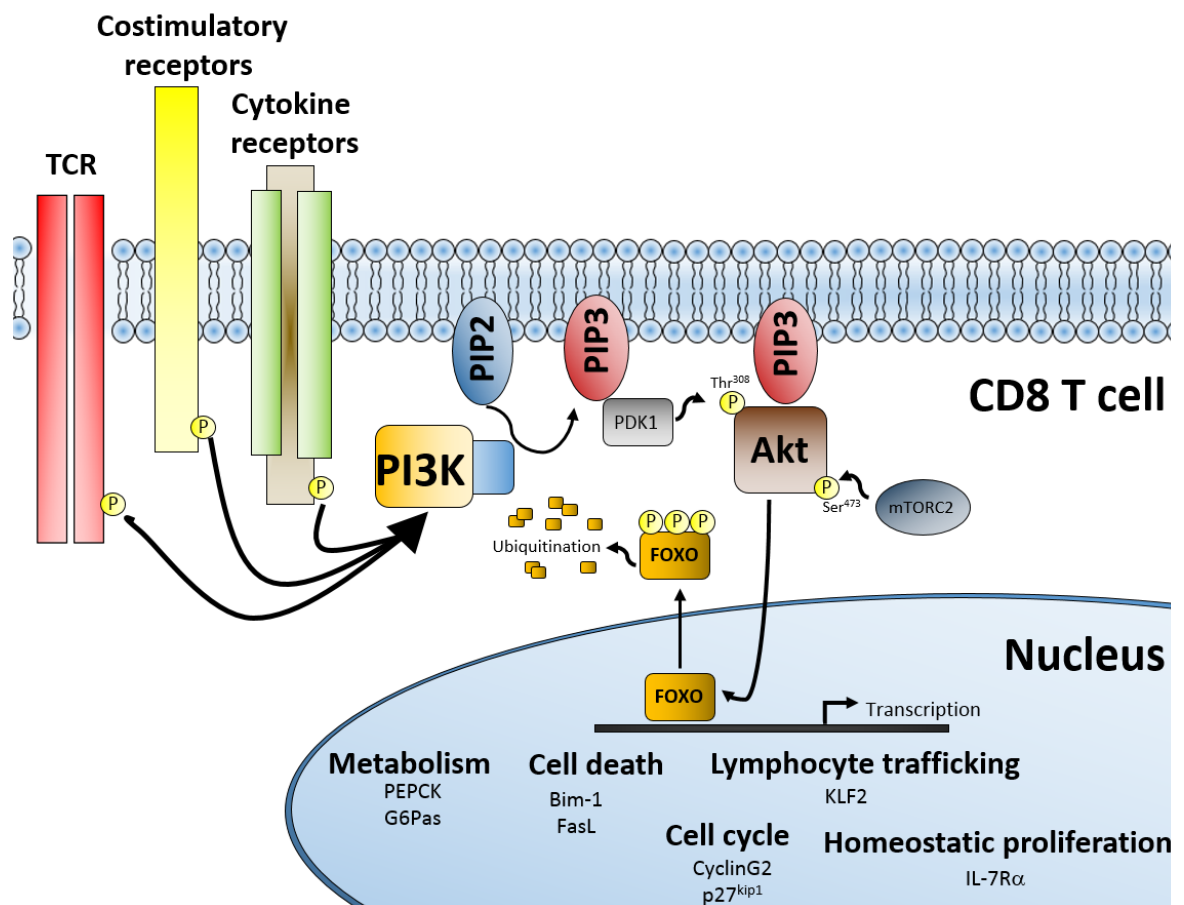 Costimulatory
receptors
Cytokine
receptors
TCR
PIP2
PIP3
PIP3
Thr³⁰⁸
P
CD8 T cell
PDK1
P
Akt
PI3K
P
P
Ser⁴⁷³
mTORC2
P
P P P
Ubiquitination
FOXO
Nucleus
FOXO
Transcription
Metabolism
PEPCK
G6Pas
Cell death
Bim-1
FasL
Lymphocyte trafficking
KLF2
Cell cycle
CyclinG2
p27ᵏⁱᵖ¹
Homeostatic proliferation
IL-7Rα